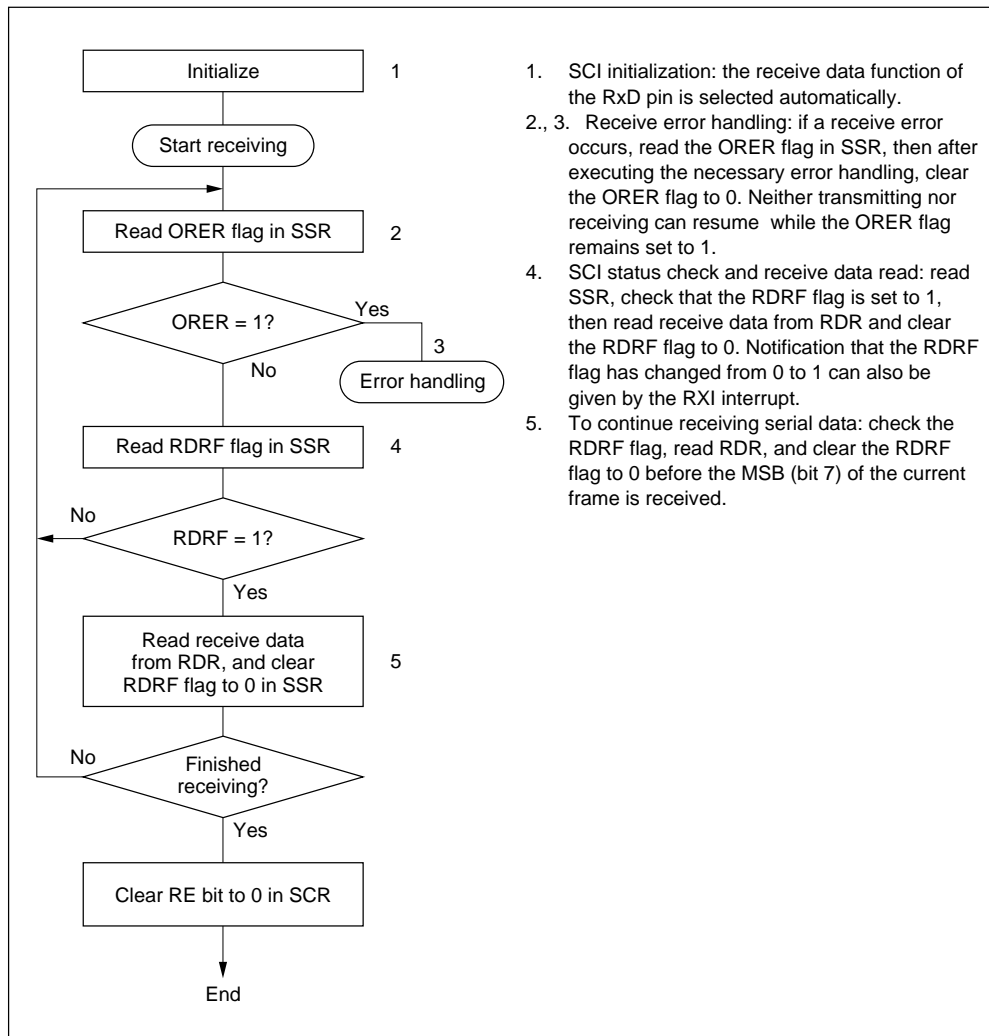 Initialize
1
Start receiving
Read ORER flag in SSR
2
ORER = 1?
Yes
3
No
Error handling
Read RDRF flag in SSR
4
No
RDRF = 1?
Yes
Read receive data
from RDR, and clear
RDRF flag to 0 in SSR
5
No
Finished
receiving?
Yes
Clear RE bit to 0 in SCR
End
1. SCI initialization: the receive data function of
the RxD pin is selected automatically.
2., 3. Receive error handling: if a receive error
occurs, read the ORER flag in SSR, then after
executing the necessary error handling, clear
the ORER flag to 0. Neither transmitting nor
receiving can resume while the ORER flag
remains set to 1.
4. SCI status check and receive data read: read
SSR, check that the RDRF flag is set to 1,
then read receive data from RDR and clear
the RDRF flag to 0. Notification that the RDRF
flag has changed from 0 to 1 can also be
given by the RXI interrupt.
5. To continue receiving serial data: check the
RDRF flag, read RDR, and clear the RDRF
flag to 0 before the MSB (bit 7) of the current
frame is received.